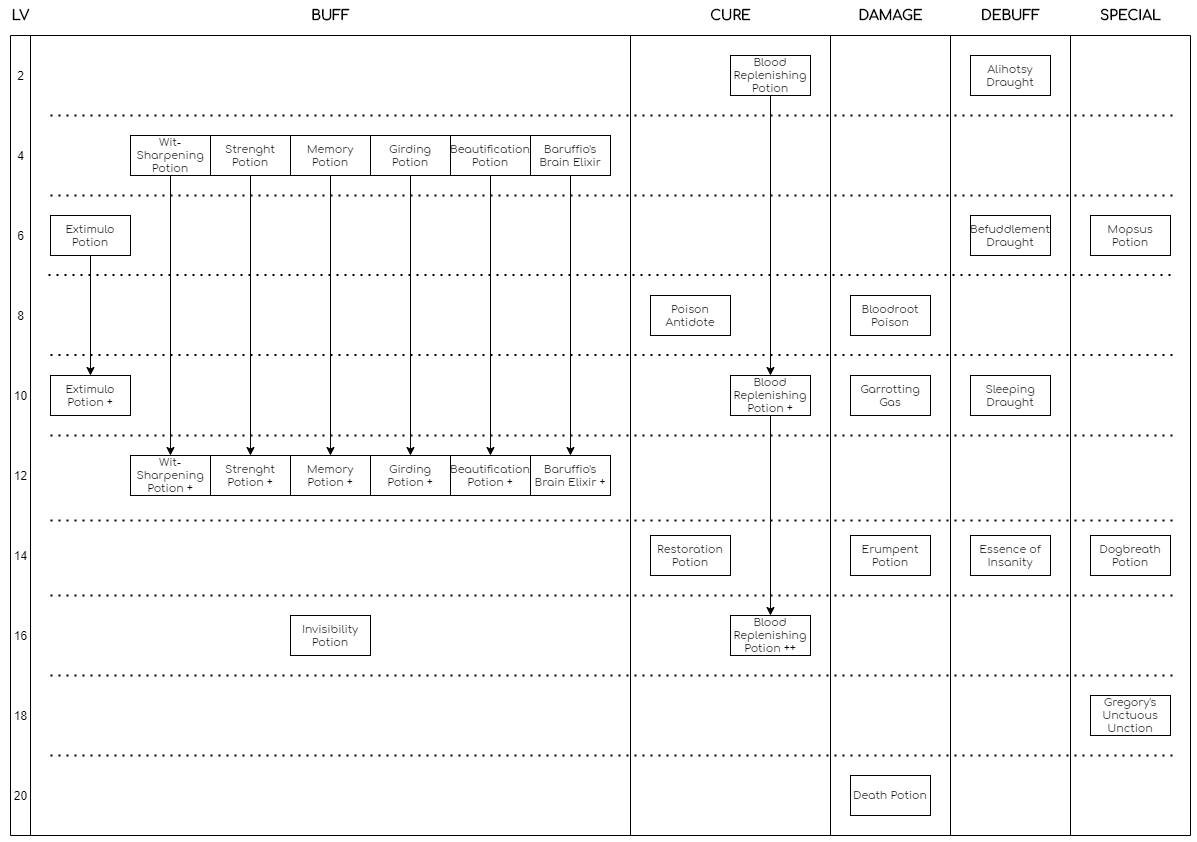 LV BUFF CURE DAMAGE DEBUFF SPECIAL
2
Blood
Replenishing
Potion
Alihotsy
Draught
4
Wit-
Sharpening
Potion
Strenght
Potion
Memory
Potion
Girding
Potion
Beautification
Potion
Baruffio's
Brain Elixir
6
Extimulo
Potion
Befuddlement
Draught
Mopsus
Potion
8
Poison
Antidote
Bloodroot
Poison
10
Extimulo
Potion +
Blood
Replenishing
Potion +
Garrotting
Gas
Sleeping
Draught
12
Wit-
Sharpening
Potion +
Strenght
Potion +
Memory
Potion +
Girding
Potion +
Beautification
Potion +
Baruffio's
Brain Elixir +
14
Restoration
Potion
Erumpent
Potion
Essence of
Insanity
Dogbreath
Potion
16
Invisibility
Potion
Blood
Replenishing
Potion ++
18
Gregory's
Unctuous
Unction
20
Death Potion